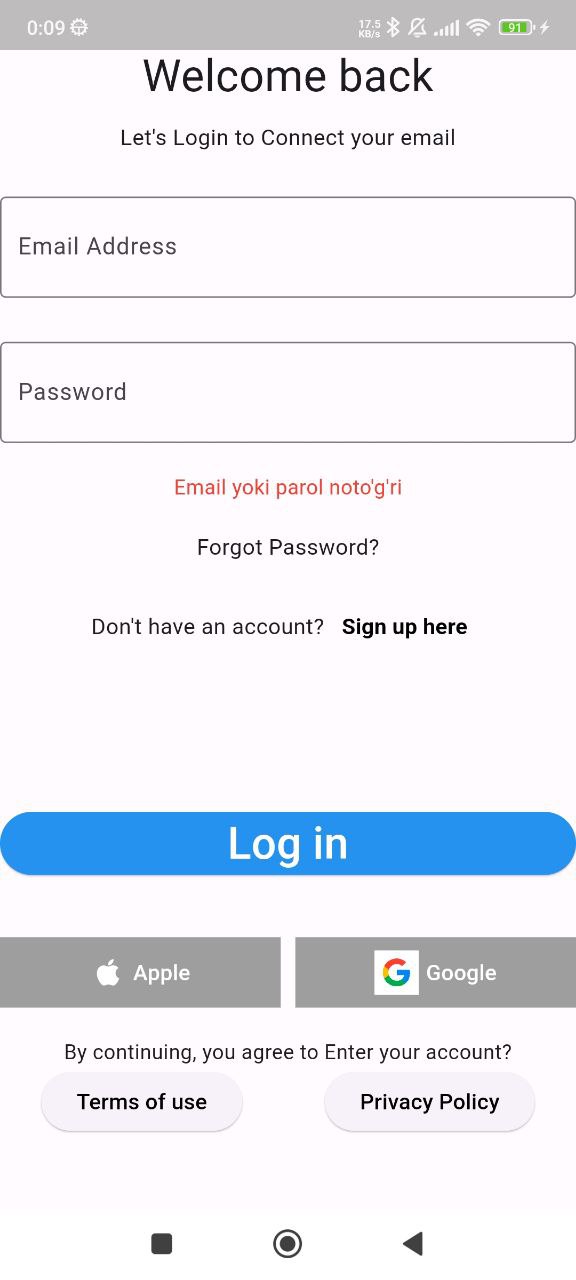 0:09
17.5
KB/s
91
Welcome back
Let's Login to Connect your email
Email Address
Password
Email yoki parol noto'g'ri
Forgot Password?
Don't have an account? Sign up here
Log in
Apple
Google
By continuing, you agree to Enter your account?
Terms of use
Privacy Policy